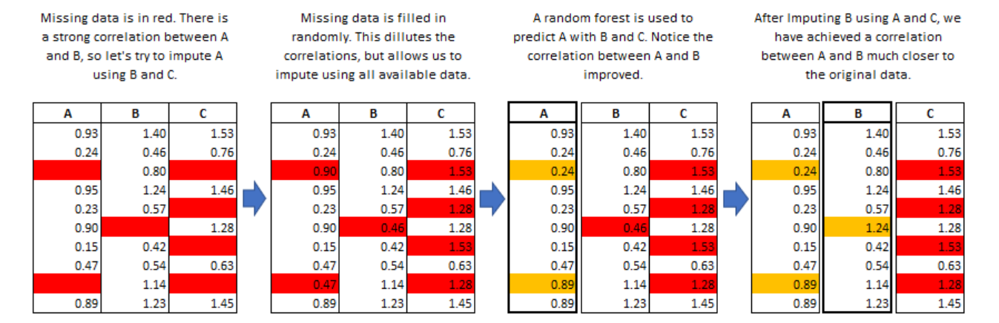 Missing data is in red. There is
a strong correlation between A
and B, so let's try to impute A
using B and C.
Missing data is filled in
randomly. This dillutes the
correlations, but allows us to
impute using all available data.
A random forest is used to
predict A with B and C. Notice the
correlation between A and B
improved.
After Imputing B using A and C, we
have achieved a correlation
between A and B much closer to
the original data.
A B C
0.93 1.40 1.53
0.24 0.46 0.76
0.80
0.95 1.24 1.46
0.23 0.57
0.90 1.28
0.15 0.42
0.47 0.54 0.63
1.14
0.89 1.23 1.45
A B C
0.93 1.40 1.53
0.24 0.46 0.76
0.90 0.80 1.53
0.95 1.24 1.46
0.23 0.57 1.28
0.90 0.46 1.28
0.15 0.42 1.53
0.47 0.54 0.63
0.47 1.14 1.28
0.89 1.23 1.45
A B C
0.93 1.40 1.53
0.24 0.46 0.76
0.24 0.80 1.53
0.95 1.24 1.46
0.23 0.57 1.28
0.90 0.46 1.28
0.15 0.42 1.53
0.47 0.54 0.63
0.89 1.14 1.28
0.89 1.23 1.45
A B C
0.93 1.40 1.53
0.24 0.46 0.76
0.24 0.80 1.53
0.95 1.24 1.46
0.23 0.57 1.28
0.90 1.24 1.28
0.15 0.42 1.53
0.47 0.54 0.63
0.89 1.14 1.28
0.89 1.23 1.45